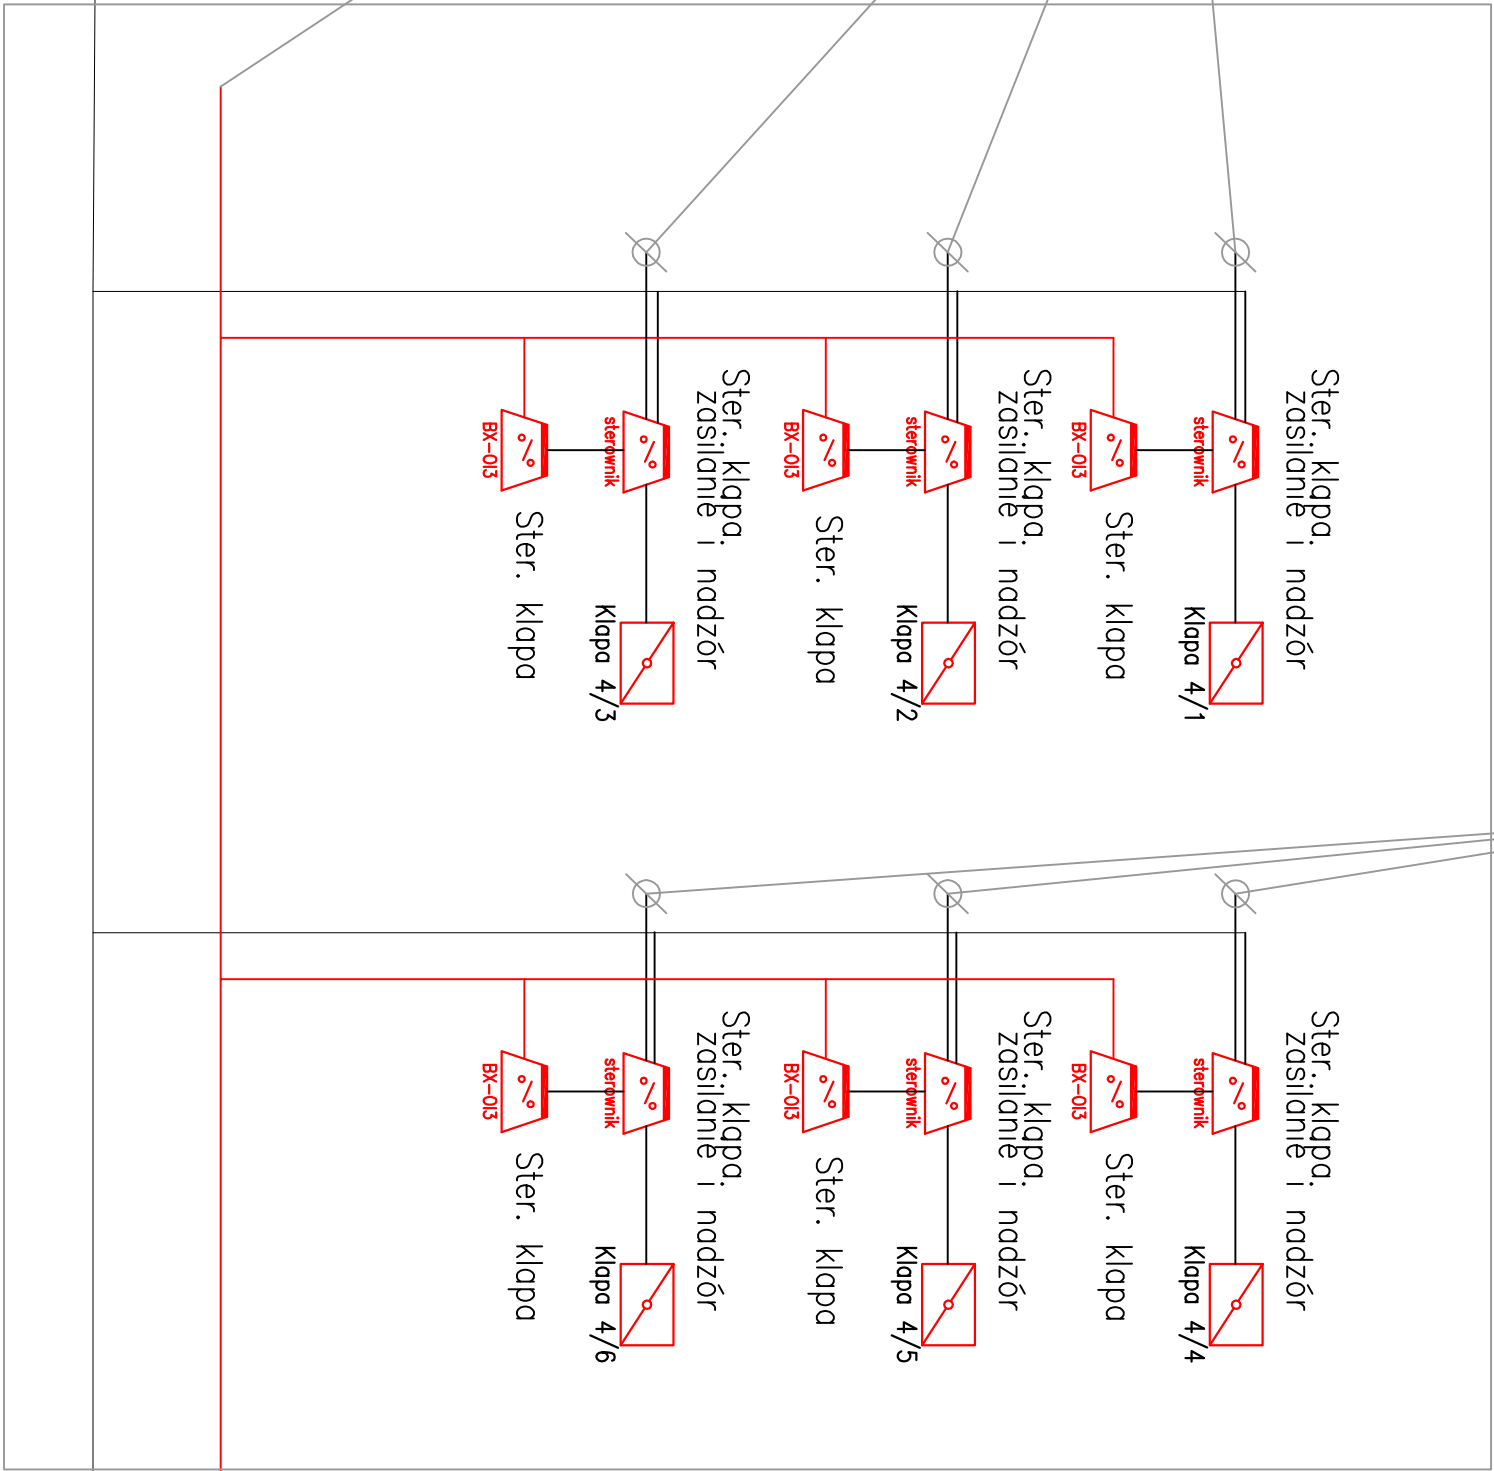 Ster. klapa,
zasilanie i nadzór
sterownik
Klapa 4/1
BX-013
Ster. klapa
Ster. klapa,
zasilanie i nadzór
sterownik
Klapa 4/2
BX-013
Ster. klapa
Ster. klapa,
zasilanie i nadzór
sterownik
Klapa 4/3
BX-013
Ster. klapa
Ster. klapa,
zasilanie i nadzór
sterownik
Klapa 4/4
BX-013
Ster. klapa
Ster. klapa,
zasilanie i nadzór
sterownik
Klapa 4/5
BX-013
Ster. klapa
Ster. klapa,
zasilanie i nadzór
sterownik
Klapa 4/6
BX-013
Ster. klapa